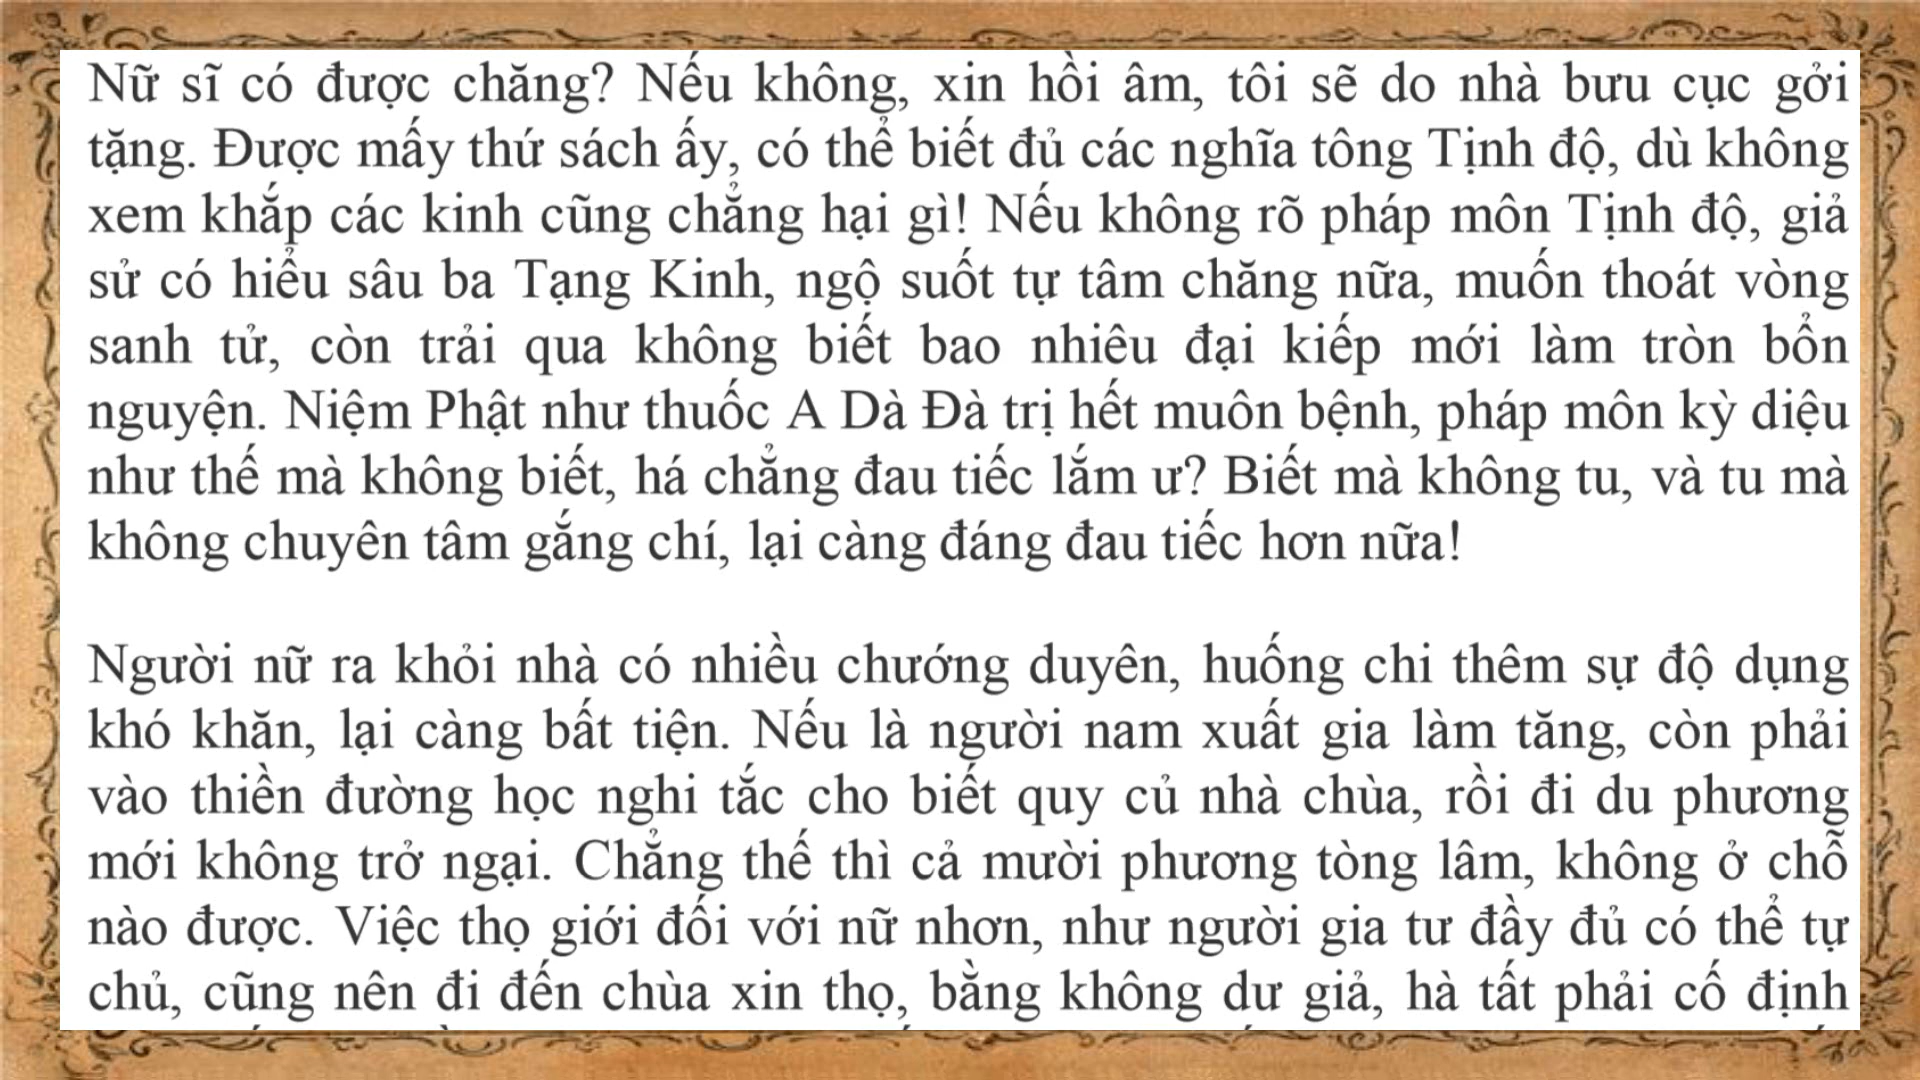 Nữ sĩ có được chăng? Nếu không, xin hồi âm, tôi sẽ do nhà bưu cục gởi
tặng. Được mấy thứ sách ấy, có thể biết đủ các nghĩa tông Tịnh độ, dù không
xem khắp các kinh cũng chẳng hại gì! Nếu không rõ pháp môn Tịnh độ, giả
sử có hiểu sâu ba Tạng Kinh, ngộ suốt tự tâm chăng nữa, muốn thoát vòng
sanh tử, còn trải qua không biết bao nhiêu đại kiếp mới làm tròn bổn
nguyện. Niệm Phật như thuốc A Dà Đà trị hết muôn bệnh, pháp môn kỳ diệu
như thế mà không biết, há chẳng đau tiếc lắm ư? Biết mà không tu, và tu mà
không chuyên tâm gắng chí, lại càng đáng đau tiếc hơn nữa!
Người nữ ra khỏi nhà có nhiều chướng duyên, huống chi thêm sự độ dụng
khó khăn, lại càng bất tiện. Nếu là người nam xuất gia làm tăng, còn phải
vào thiền đường học nghi tắc cho biết quy củ nhà chùa, rồi đi du phương
mới không trở ngại. Chẳng thế thì cả mười phương tòng lâm, không ở chỗ
nào được. Việc thọ giới đối với nữ nhơn, như người gia tư đầy đủ có thể tự
chủ, cũng nên đi đến chùa xin thọ, bằng không dư giả, hà tất phải cố định